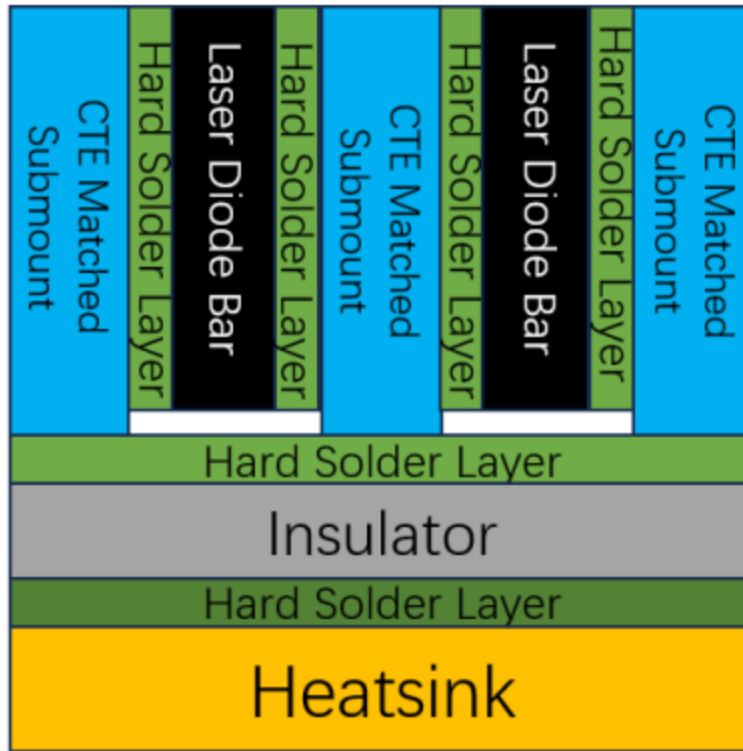 CTE Matched
Submount
Hard Solder Layer
Laser Diode Bar
Hard Solder Layer
CTE Matched
Submount
Hard Solder Layer
Laser Diode Bar
Hard Solder Layer
CTE Matched
Submount
Hard Solder Layer
Insulator
Hard Solder Layer
Heatsink